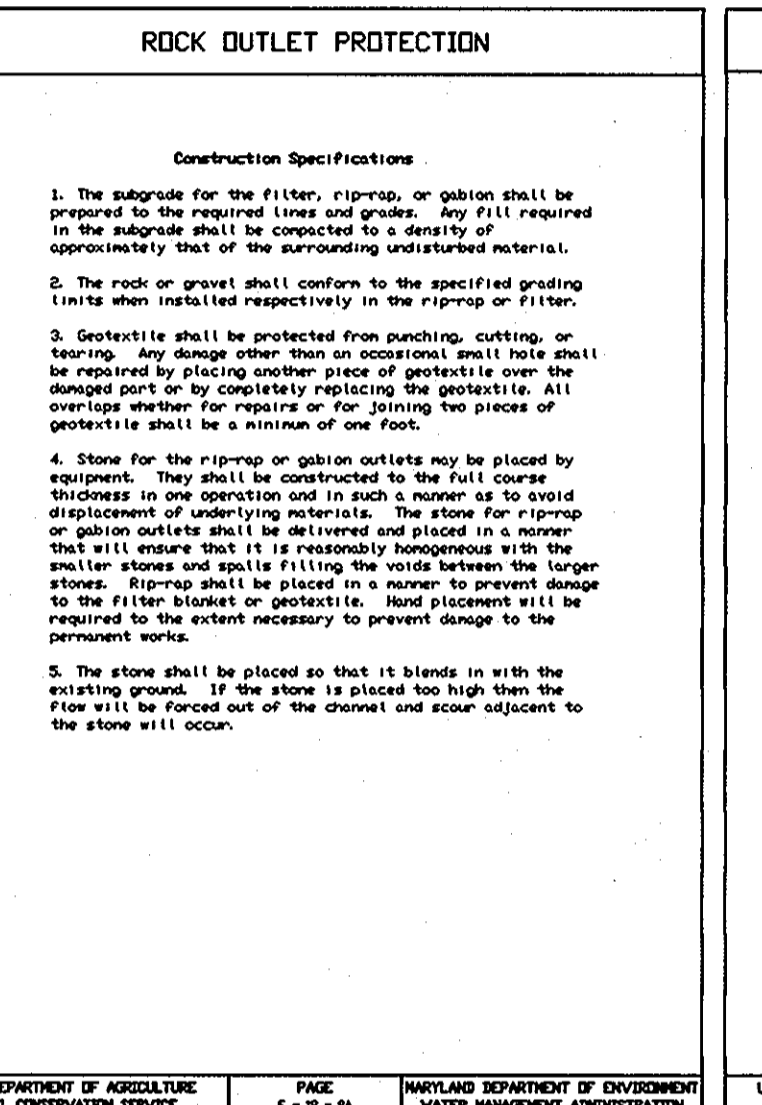 ROCK OUTLET PROTECTION
Construction Specifications
1. The subgrade for the filter, rip-rap, or gabion shall be
prepared to the required lines and grades. Any fill required
in the subgrade shall be compacted to a density of
approximately that of the surrounding undisturbed material.
2. The rock or gravel shall conform to the specified grading
limits when installed respectively in the rip-rap or filter.
3. Geotextile shall be protected from punching, cutting, or
tearing. Any damage other than an occasional small hole shall
be repaired by placing another piece of geotextile over the
damaged part or by completely replacing the geotextile. All
overlaps whether for repairs or for joining two pieces of
geotextile shall be a minimum of one foot.
4. Stone for the rip-rap or gabion outlets may be placed by
equipment. They shall be constructed to the full course
thickness in one operation and in such a manner as to avoid
displacement of underlying materials. The stone for rip-rap
or gabion outlets shall be delivered and placed in a manner
that will ensure that it is reasonably homogeneous with the
smaller stones and spalls filling the voids between the larger
stones. Rip-rap shall be placed in a manner to prevent damage
to the filter blanket or geotextile. Hand placement will be
required to the extent necessary to prevent damage to the
permanent works.
5. The stone shall be placed so that it blends in with the
existing ground. If the stone is placed too high then the
flow will be forced out of the channel and scour adjacent to
the stone will occur.
EPARTMENT OF AGRICULTURE
CONSERVATION SERVICE
PAGE
MARYLAND DEPARTMENT OF ENVIRONMENT
WATER MANAGEMENT ADMINISTRATION